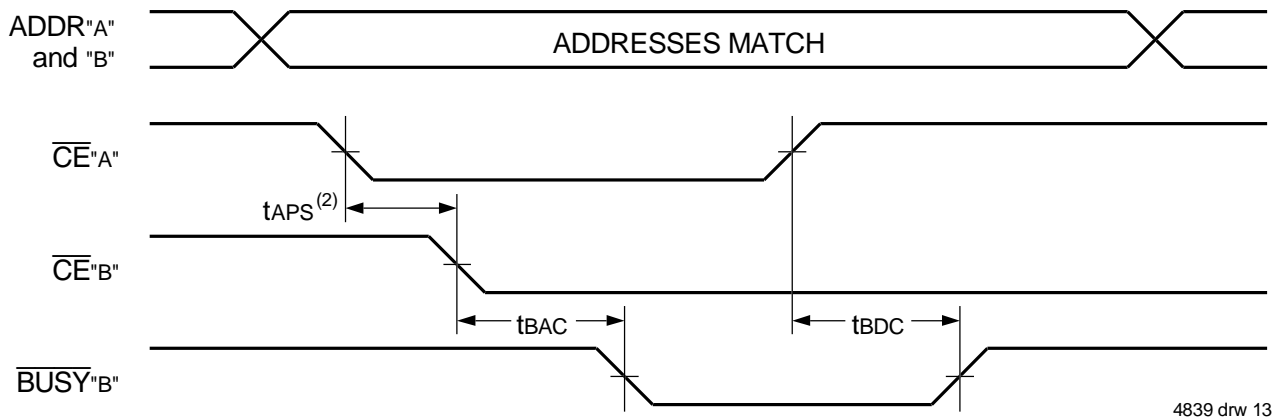 ADDR"A"
and "B"
ADDRESSES MATCH
CE"A"
tAPS(2)
CE"B"
tBAC
tBDC
BUSY"B"
4839 drw 13